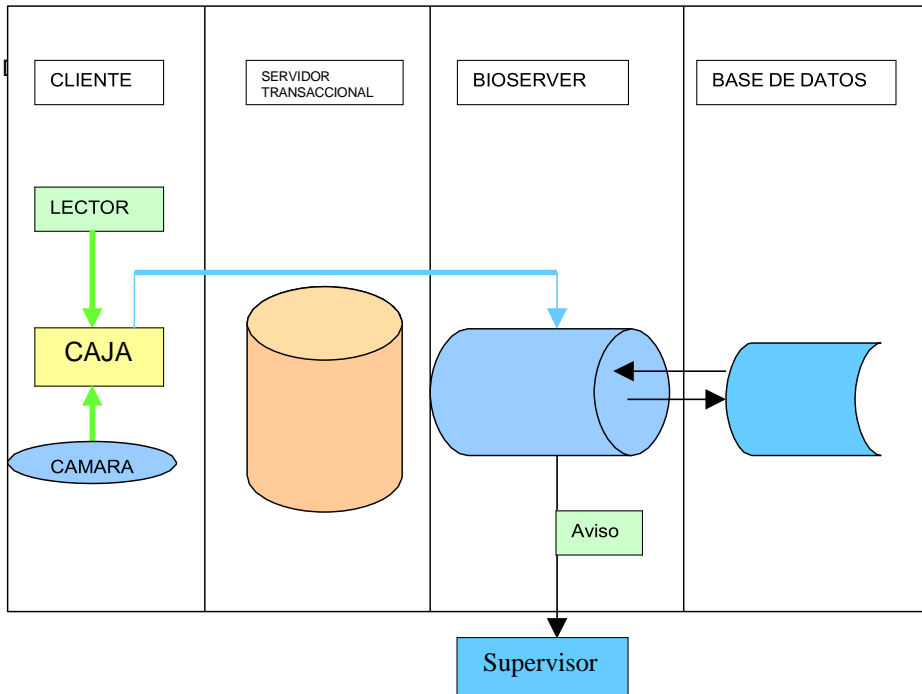 CLIENTE
SERVIDOR
TRANSACCIONAL
BIOSERVER
BASE DE DATOS
LECTOR
CAJA
CAMARA
Aviso
Supervisor